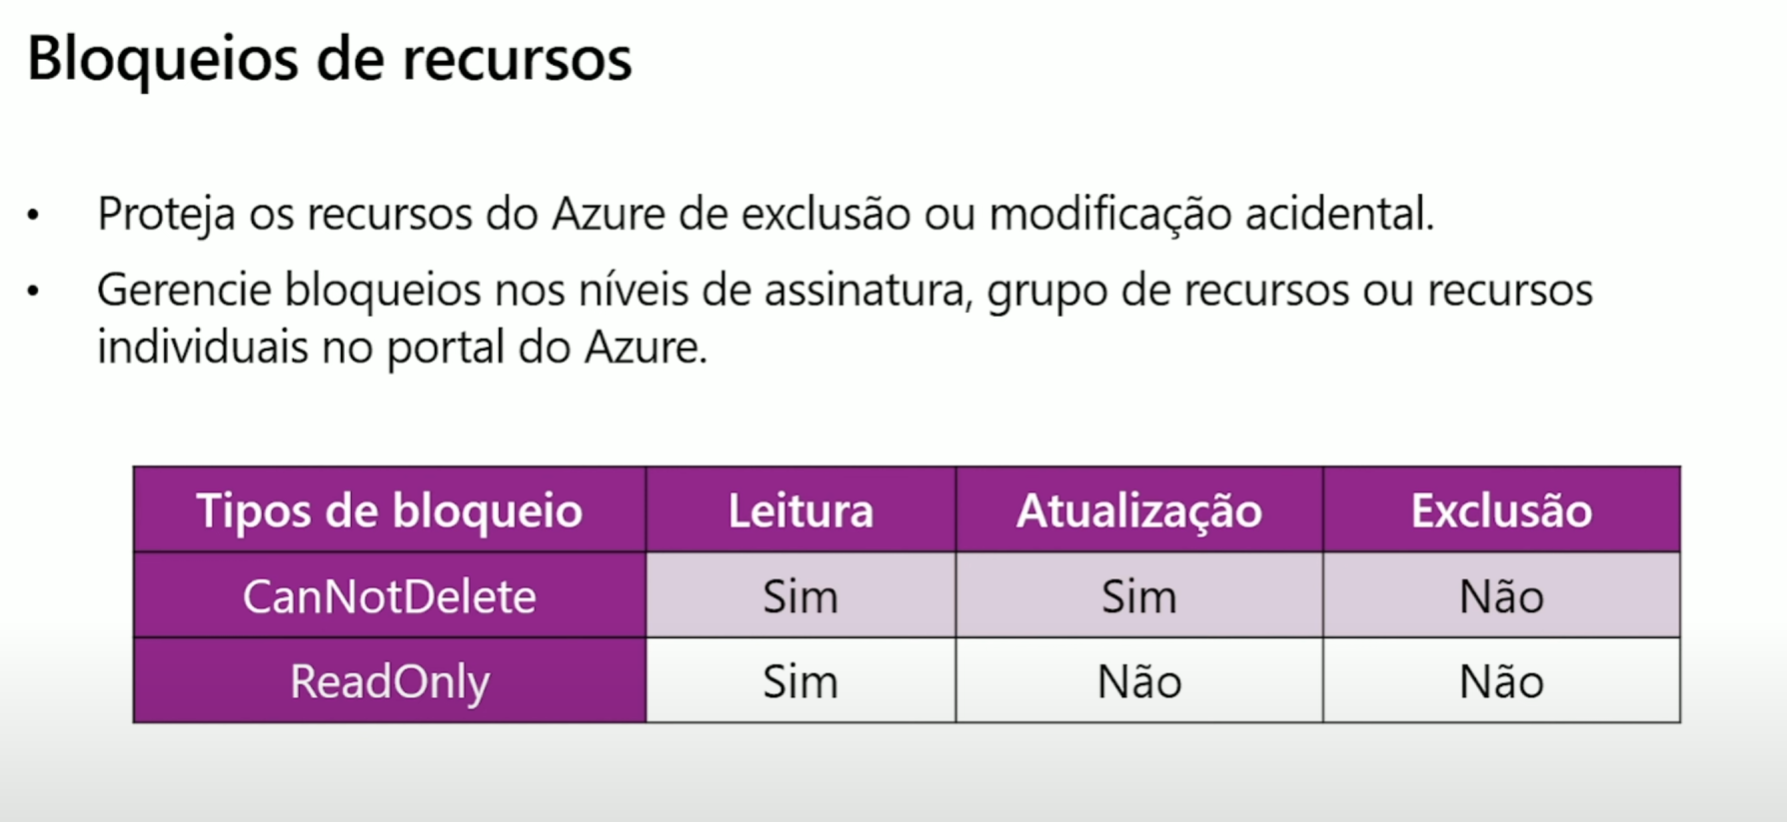 Bloqueios de recursos
• Proteja os recursos do Azure de exclusão ou modificação acidental.
• Gerencie bloqueios nos níveis de assinatura, grupo de recursos ou recursos
individuais no portal do Azure.
Tipos de bloqueio Leitura Atualização Exclusão
CanNotDelete Sim Sim Não
ReadOnly Sim Não Não